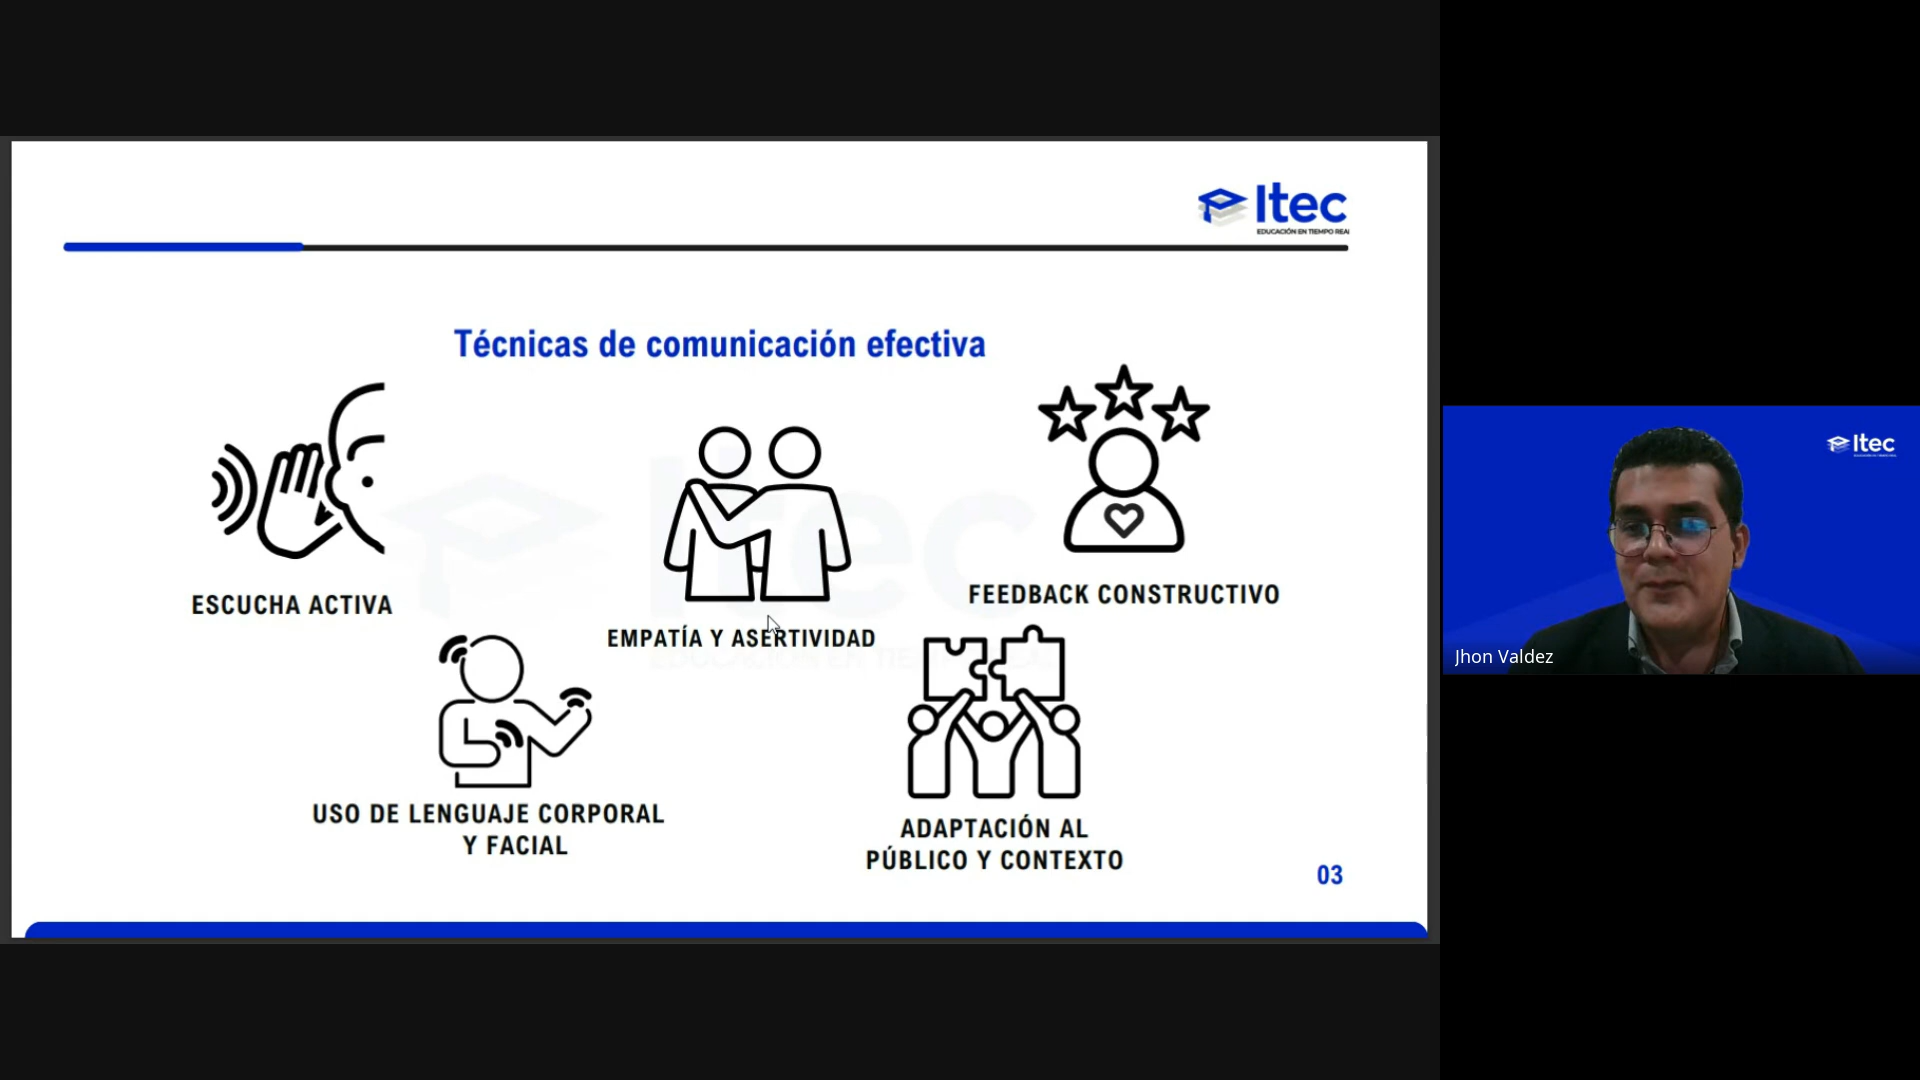 Itec
EDUCACIÓN EN TIEMPO REAL
Técnicas de comunicación efectiva
ESCUCHA ACTIVA
EMPATÍA Y ASERTIVIDAD
FEEDBACK CONSTRUCTIVO
USO DE LENGUAJE CORPORAL
Y FACIAL
ADAPTACIÓN AL
PÚBLICO Y CONTEXTO
03
Itec
Jhon Valdez